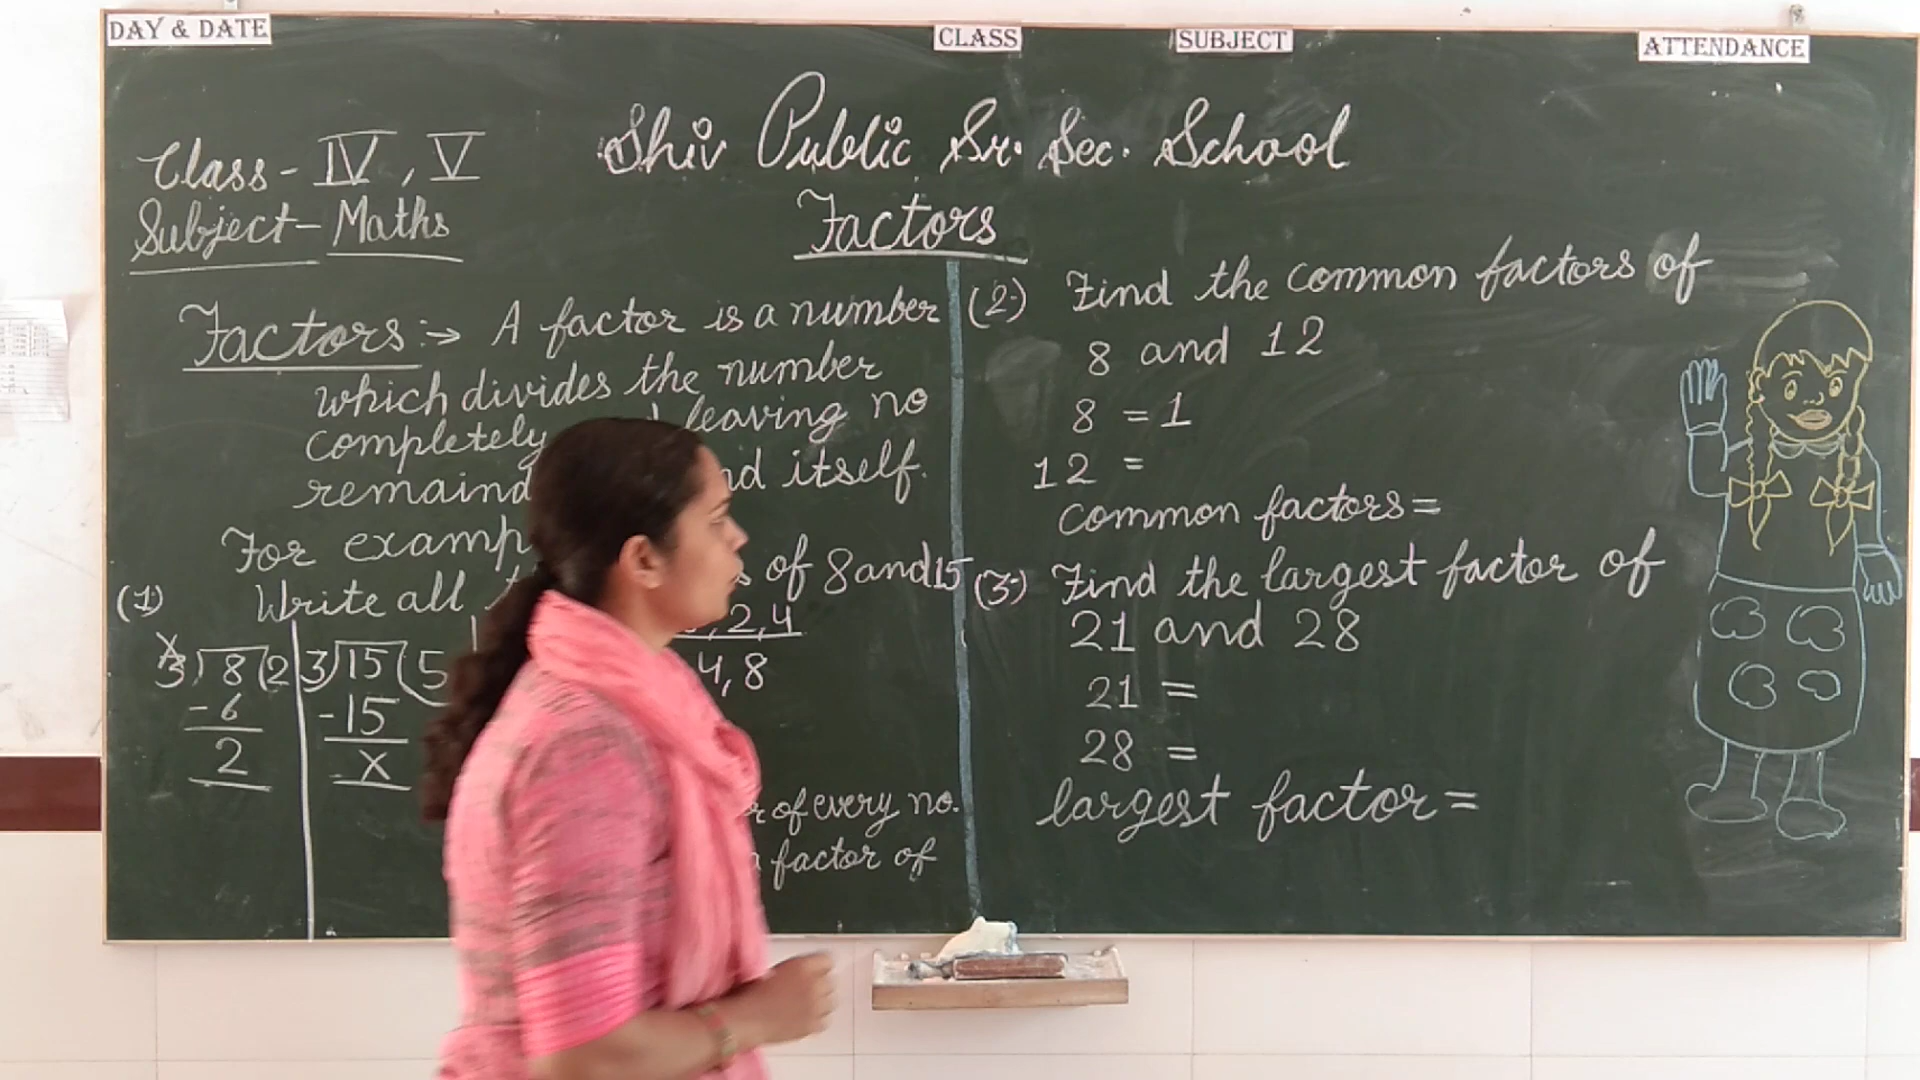 DAY & DATE
CLASS
SUBJECT
ATTENDANCE
Class - IV, V
Subject - Maths
Shiv Public Sr. Sec. School
Factors
Factors :→ A factor is a number
which divides the number
completely leaving no
itself.
For
(1) Write all of 8 and 15
3) 8 (2
- 6
2
3) 15 (5
- 15
x
, 2, 4
4, 8
of every no.
factor of
(2.) Find the common factors of
8 and 12
8 = 1
12 =
common factors =
(3.) Find the largest factor of
21 and 28
21 =
28 =
largest factor =